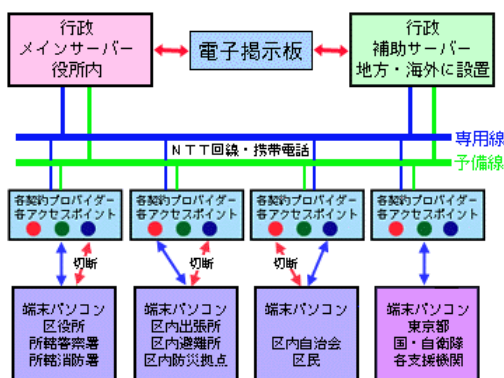 行政
メインサーバー
役所内
電子掲示板
行政
補助サーバー
地方・海外に設置
専用線
NTT回線・携帯電話
予備線
各契約プロバイダー
各アクセスポイント
各契約プロバイダー
各アクセスポイント
各契約プロバイダー
各アクセスポイント
各契約プロバイダー
各アクセスポイント
切断
切断
切断
端末パソコン
区役所
所轄警察署
所轄消防署
端末パソコン
区内出張所
区内避難所
区内防災拠点
端末パソコン
区内自治会
区民
端末パソコン
東京都
国・自衛隊
各支援機関